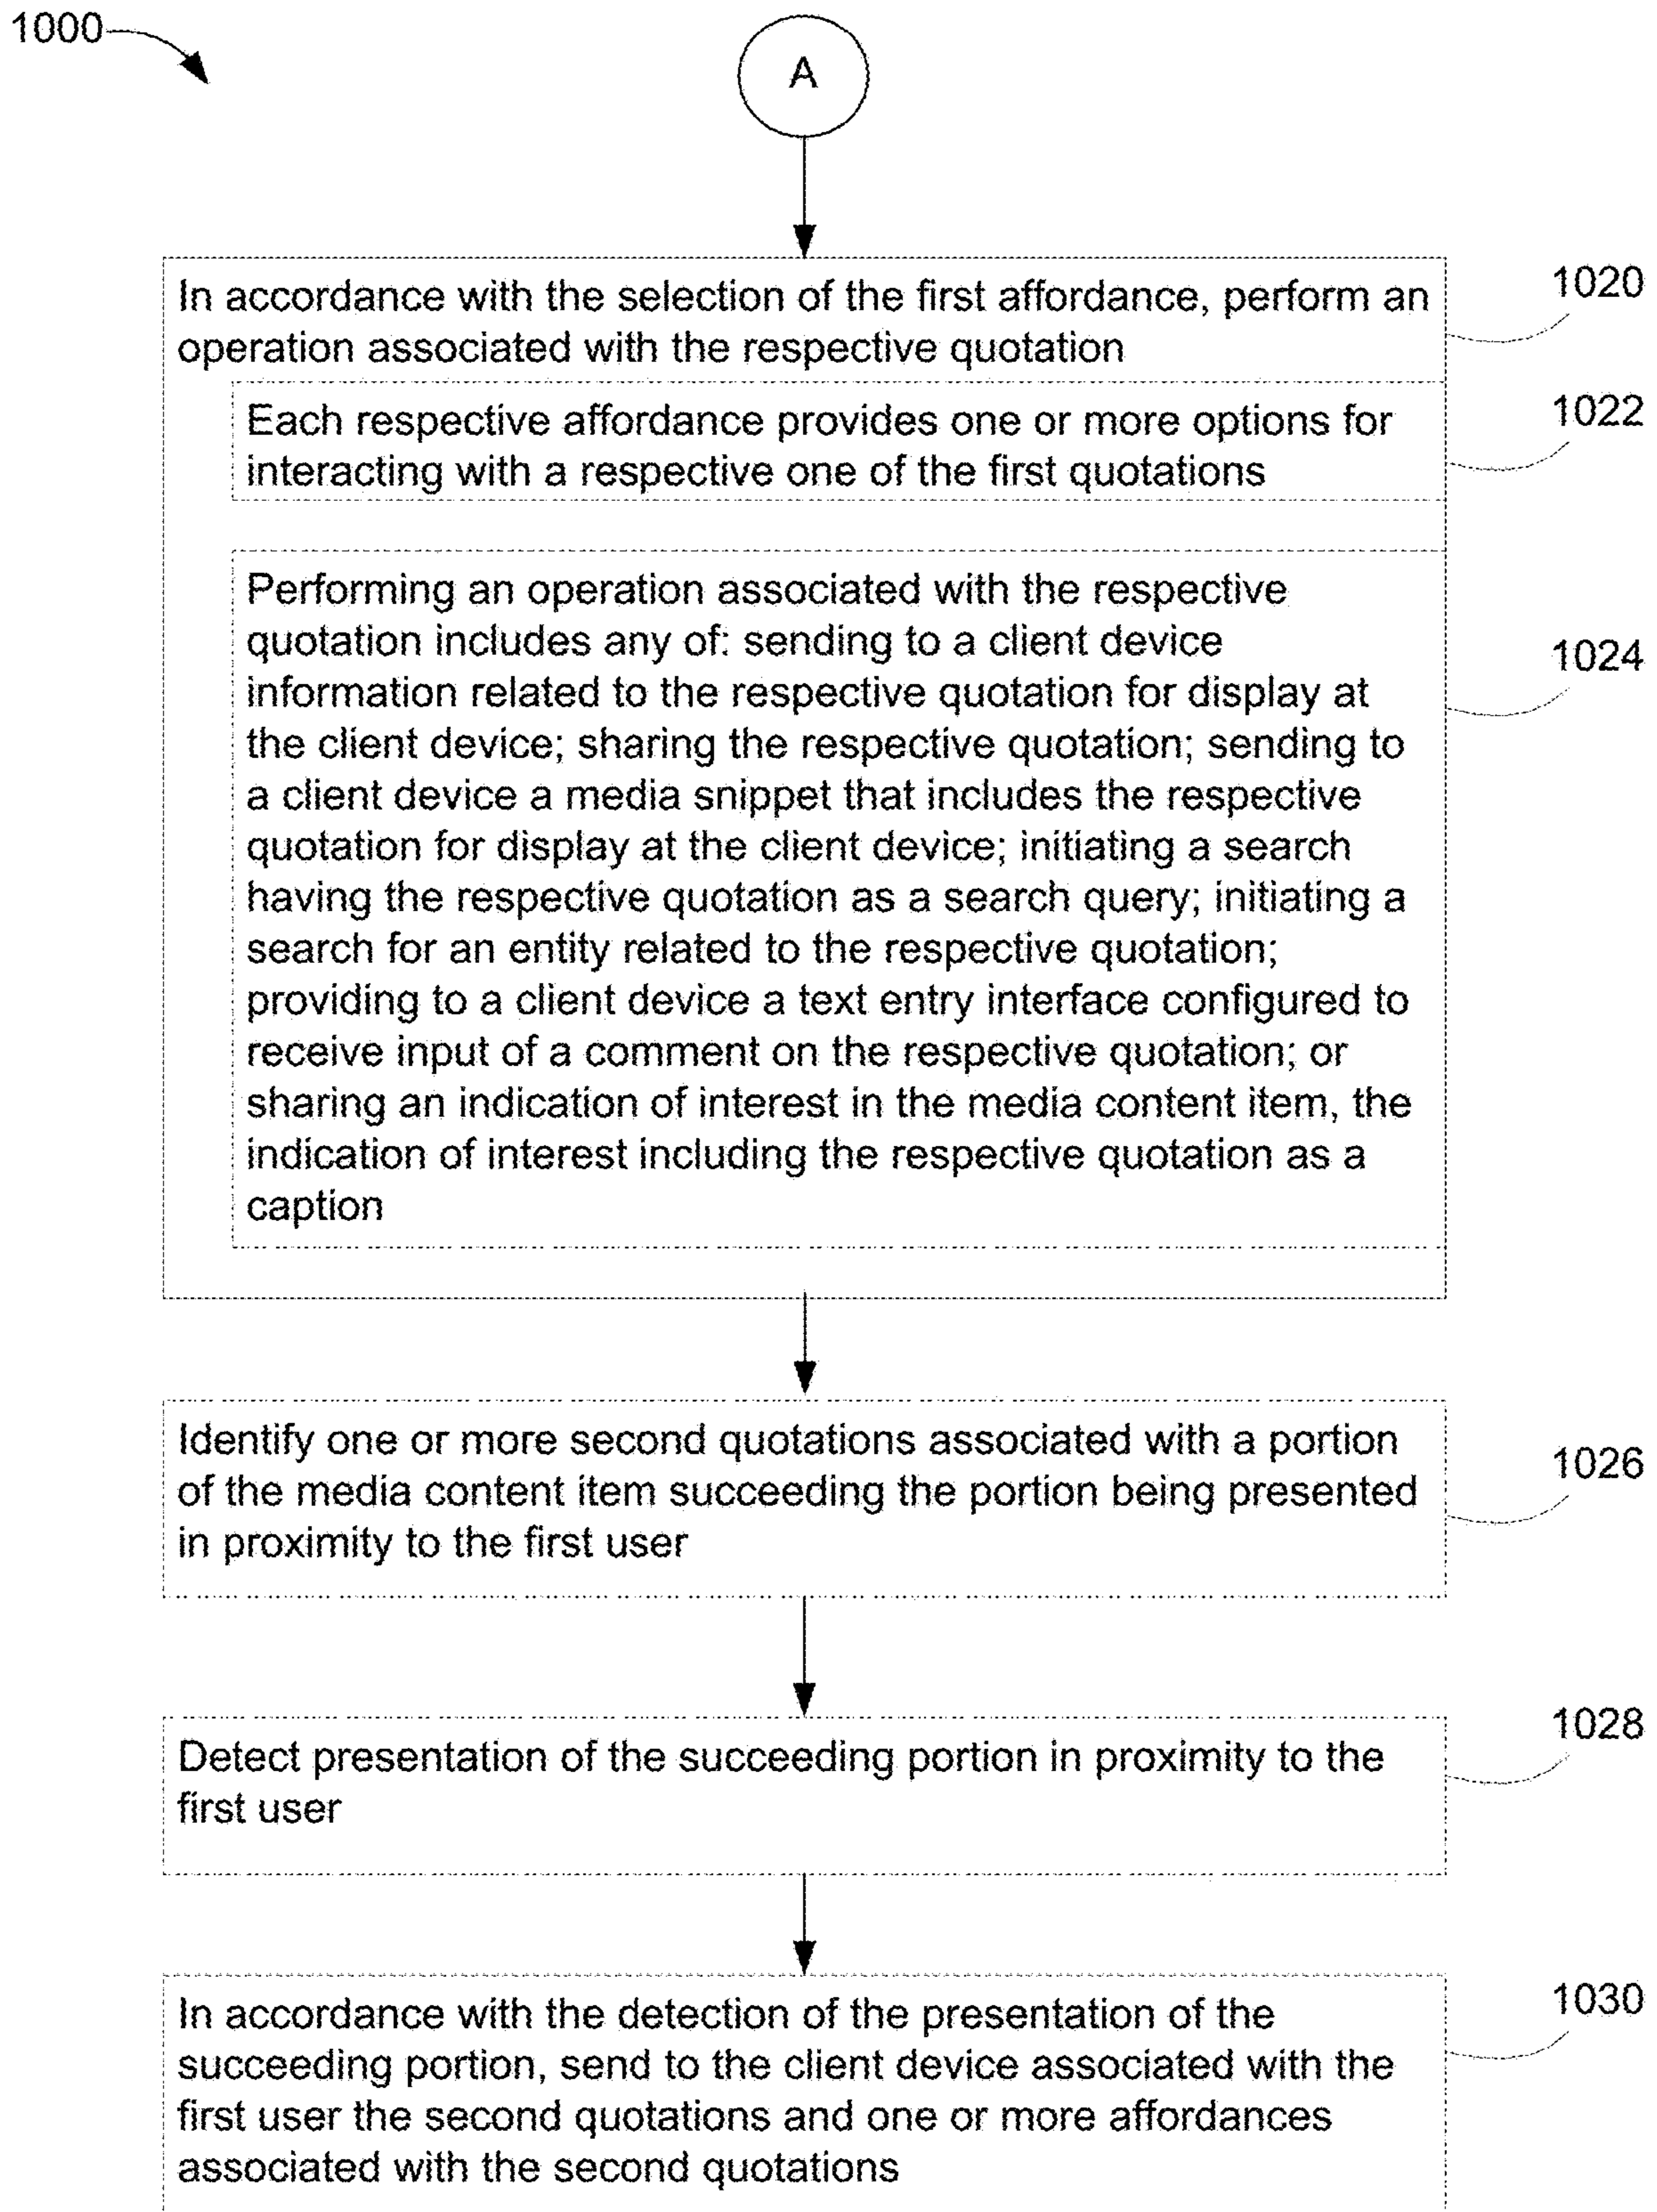 1000
A
In accordance with the selection of the first affordance, perform an
operation associated with the respective quotation
1020
Each respective affordance provides one or more options for
interacting with a respective one of the first quotations
1022
Performing an operation associated with the respective
quotation includes any of: sending to a client device
information related to the respective quotation for display at
the client device; sharing the respective quotation; sending to
a client device a media snippet that includes the respective
quotation for display at the client device; initiating a search
having the respective quotation as a search query; initiating a
search for an entity related to the respective quotation;
providing to a client device a text entry interface configured to
receive input of a comment on the respective quotation; or
sharing an indication of interest in the media content item, the
indication of interest including the respective quotation as a
caption
1024
Identify one or more second quotations associated with a portion
of the media content item succeeding the portion being presented
in proximity to the first user
1026
Detect presentation of the succeeding portion in proximity to the
first user
1028
In accordance with the detection of the presentation of the
succeeding portion, send to the client device associated with the
first user the second quotations and one or more affordances
associated with the second quotations
1030